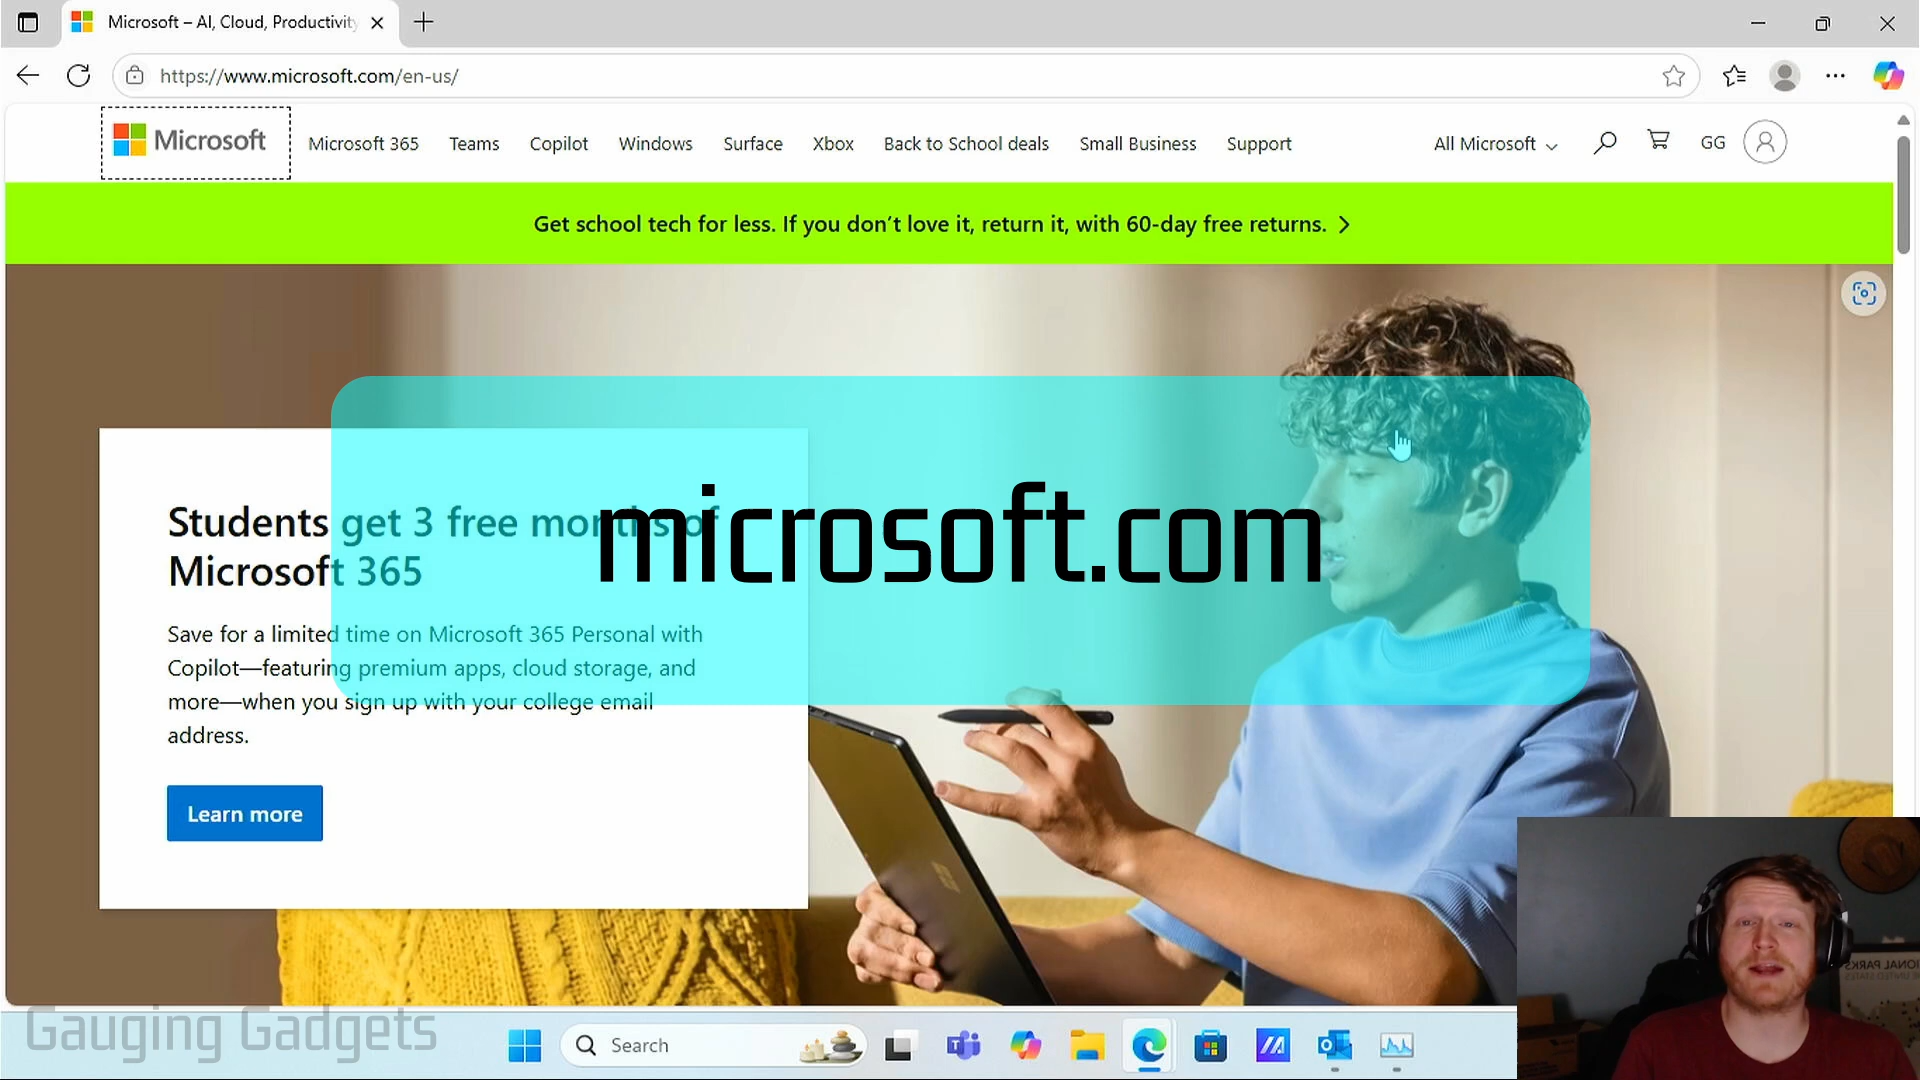 Microsoft – AI, Cloud, Productivity
https://www.microsoft.com/en-us/
Microsoft
Microsoft 365
Teams
Copilot
Windows
Surface
Xbox
Back to School deals
Small Business
Support
All Microsoft
GG
Get school tech for less. If you don’t love it, return it, with 60-day free returns.
microsoft.com
Students get 3 free months of
Microsoft 365
Save for a limited time on Microsoft 365 Personal with
Copilot—featuring premium apps, cloud storage, and
more—when you sign up with your college email
address.
Learn more
Gauging Gadgets
Search